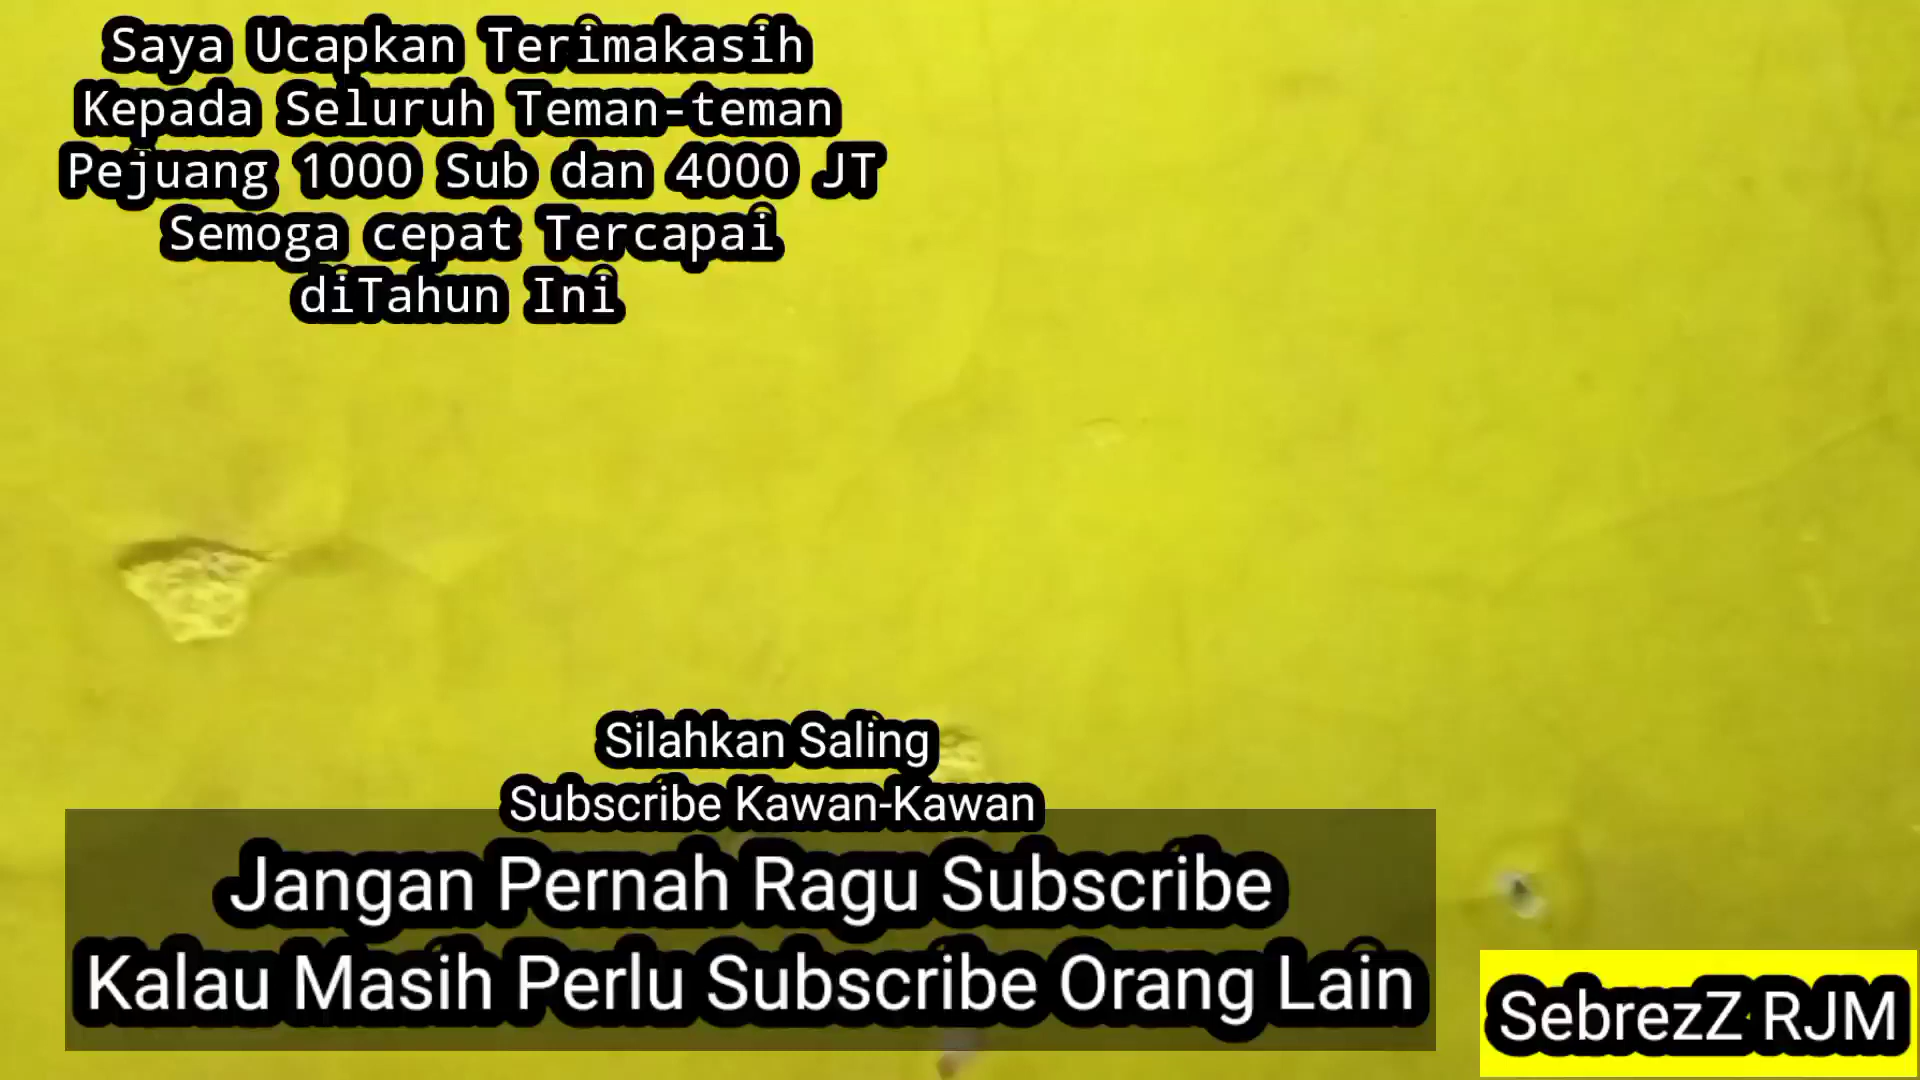 Saya Ucapkan Terimakasih
Kepada Seluruh Teman-teman
Pejuang 1000 Sub dan 4000 JT
Semoga cepat Tercapai
diTahun Ini
Silahkan Saling
Subscribe Kawan-Kawan
Jangan Pernah Ragu Subscribe
Kalau Masih Perlu Subscribe Orang Lain
SebrezZ RJM